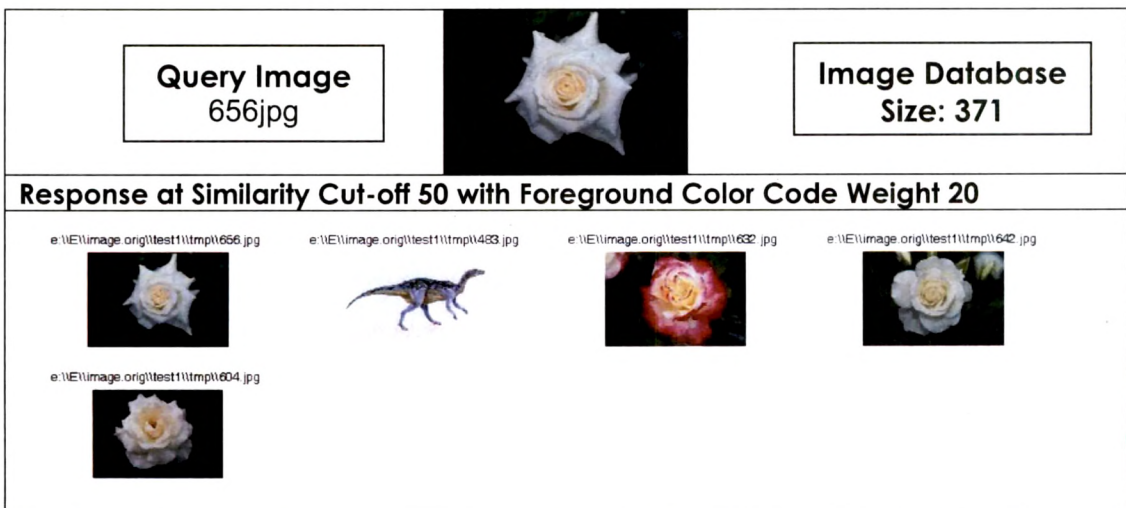 Query Image
656jpg
Image Database
Size: 371
Response at Similarity Cut-off 50 with Foreground Color Code Weight 20
e:\\E\\image.orig\\test1\\tmp\\656.jpg
e:\\E\\image.orig\\test1\\tmp\\483.jpg
e:\\E\\image.orig\\test1\\tmp\\632.jpg
e:\\E\\image.orig\\test1\\tmp\\642.jpg
e:\\E\\image.orig\\test1\\tmp\\604.jpg